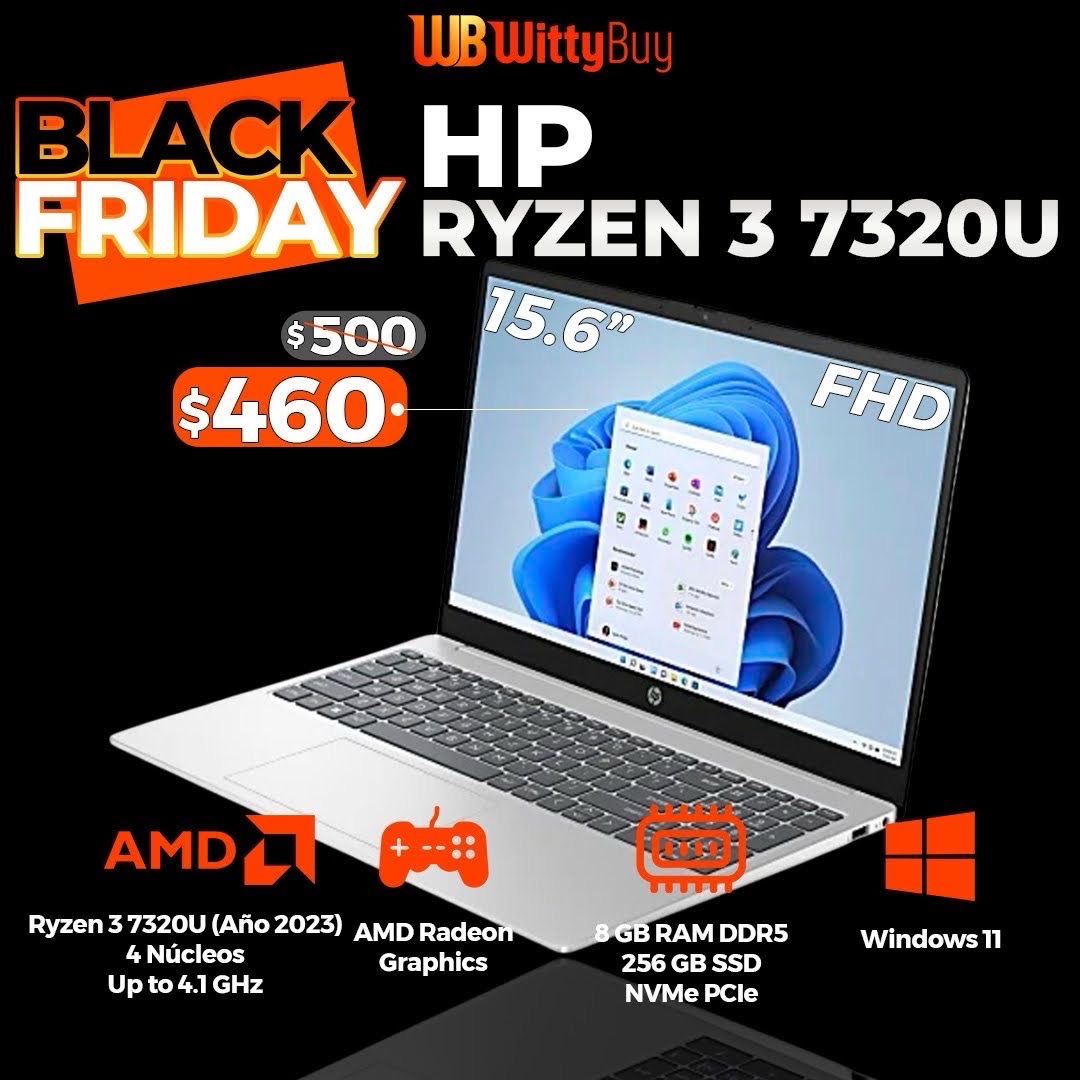 WB WittyBuy
BLACK
FRIDAY
HP
RYZEN 3 7320U
$500
$460
15.6”
FHD
hp
AMD
Ryzen 3 7320U (Año 2023)
4 Núcleos
Up to 4.1 GHz
AMD Radeon
Graphics
8 GB RAM DDR5
256 GB SSD
NVMe PCIe
Windows 11